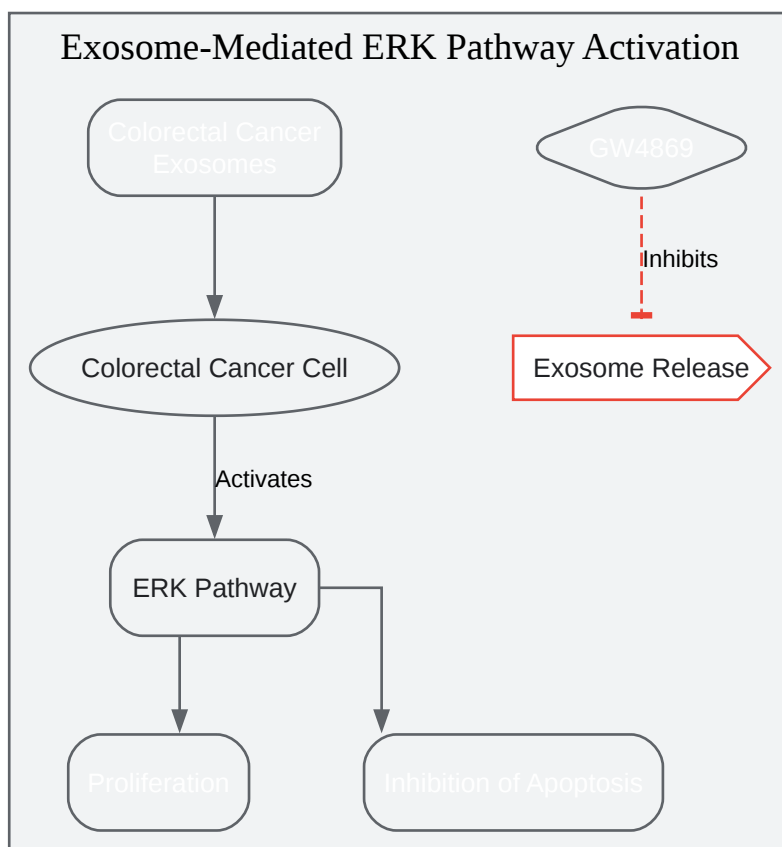 Exosome-Mediated ERK Pathway Activation
Colorectal Cancer
Exosomes
GW4869
Inhibits
Colorectal Cancer Cell
Exosome Release
Activates
ERK Pathway
Proliferation
Inhibition of Apoptosis